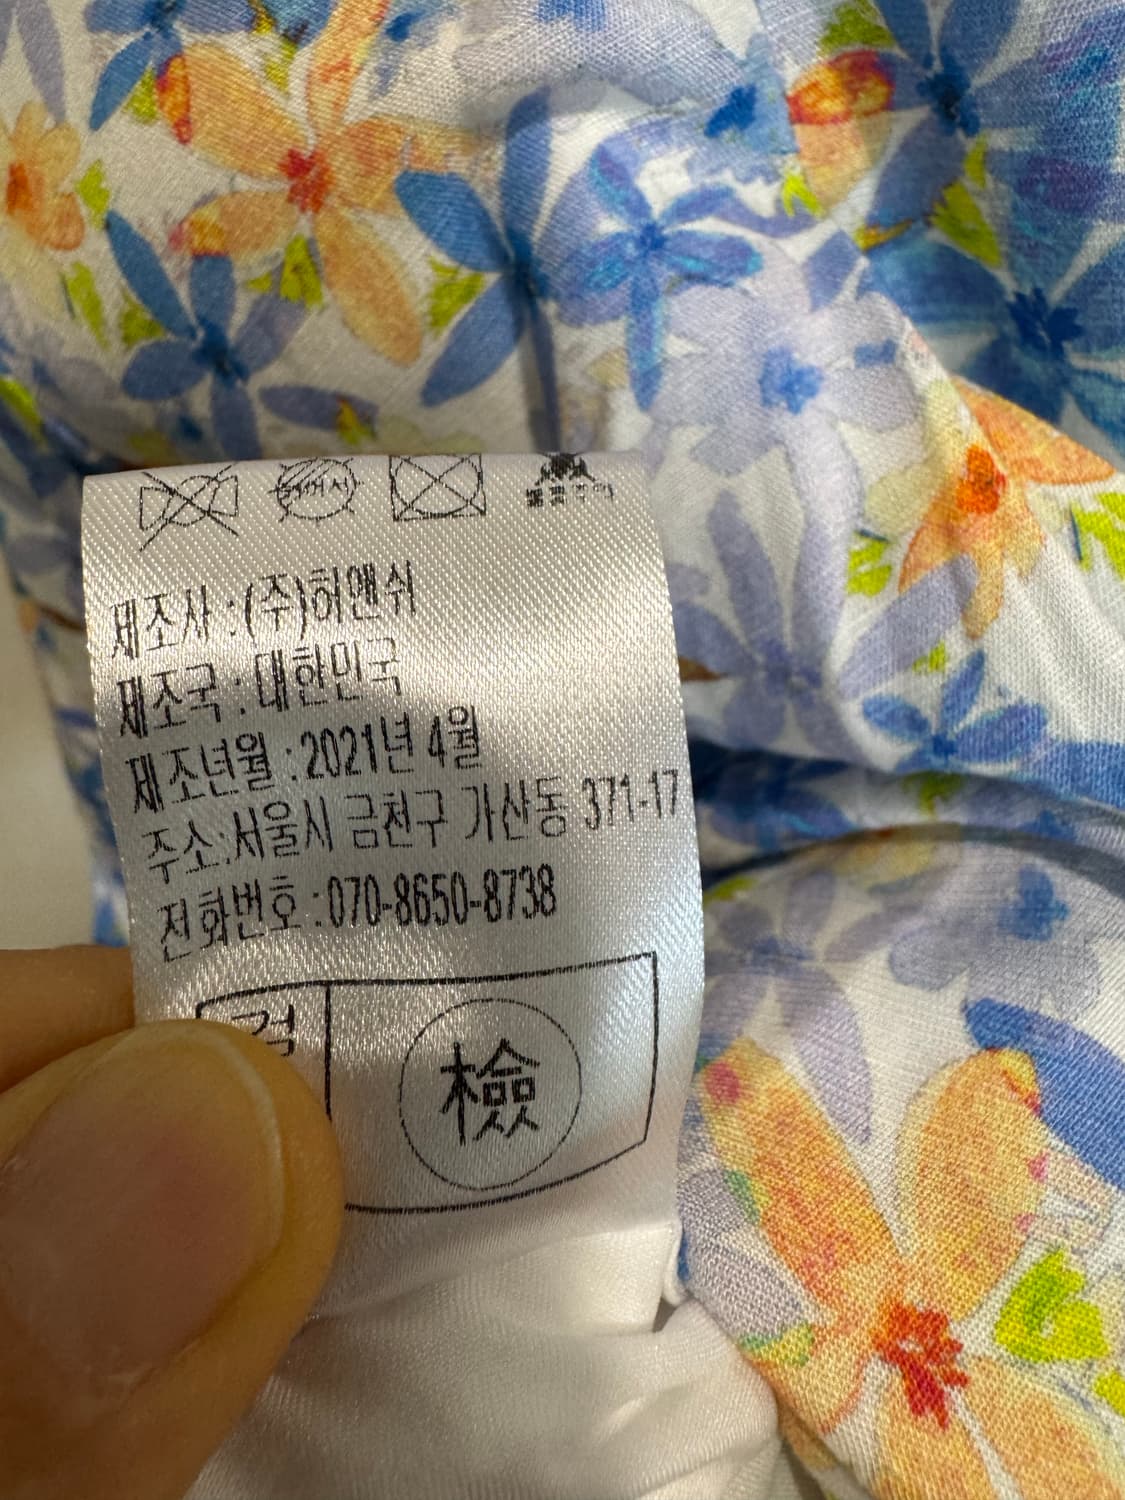 제조사 : (주)허앤쉬
제조국 : 대한민국
제조년월 : 2021년 4월
주소:서울시 금천구 가산동 371-17
전화번호 : 070-8650-8738
검
檢